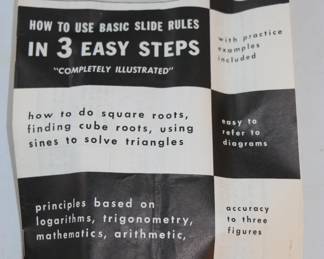 HOW TO USE BASIC SLIDE RULES
IN 3 EASY STEPS
"COMPLETELY ILLUSTRATED"
with practice
examples
included
how to do square roots,
finding cube roots, using
sines to solve triangles
easy to
refer to
diagrams
principles based on
logarithms, trigonometry,
mathematics, arithmetic,
accuracy
to three
figures